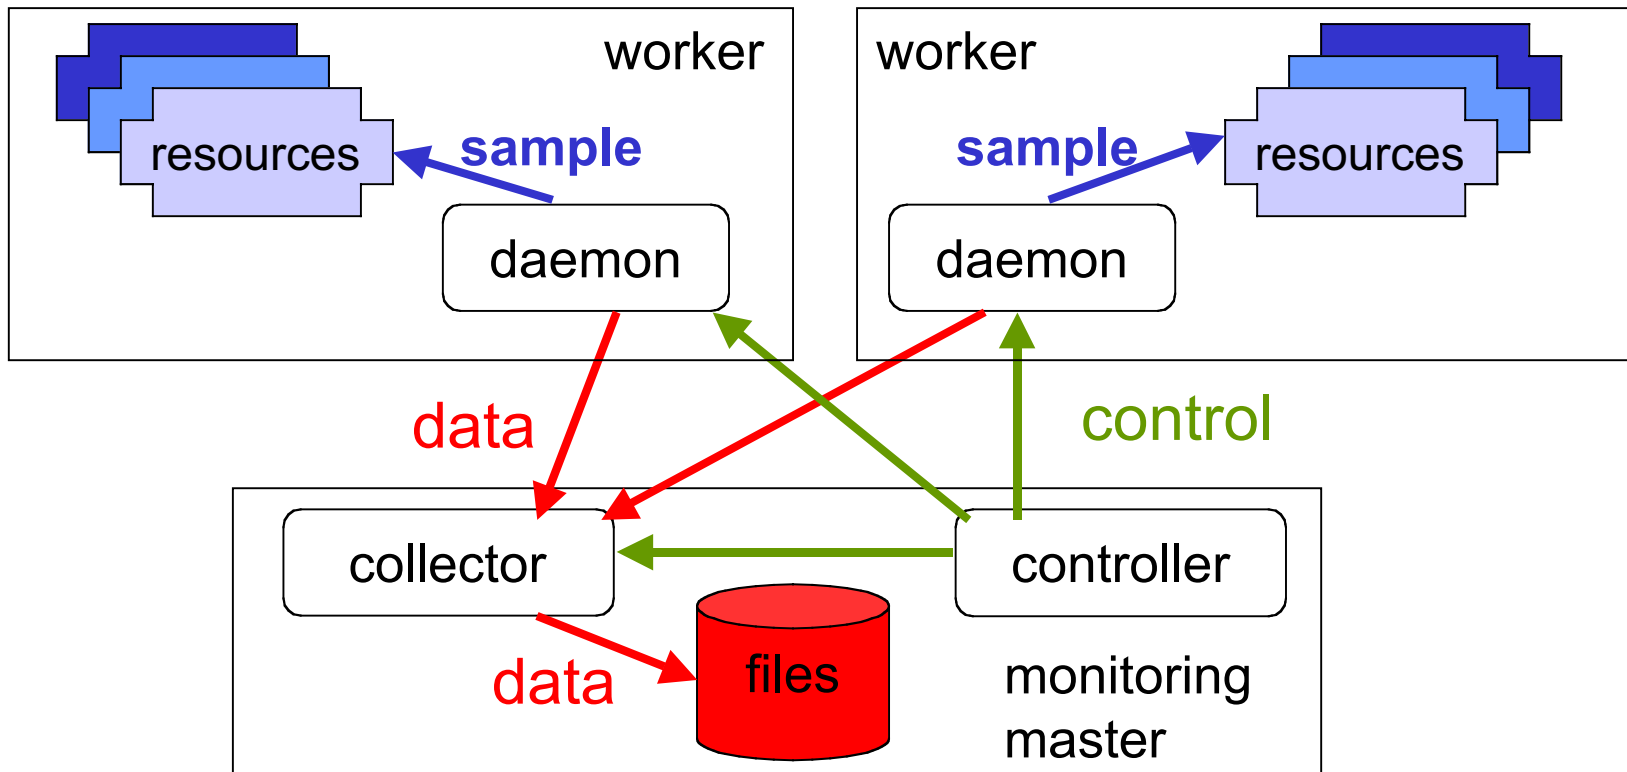 worker
worker
resources
sample
sample
resources
daemon
daemon
data
control
collector
controller
data
files
monitoring
master